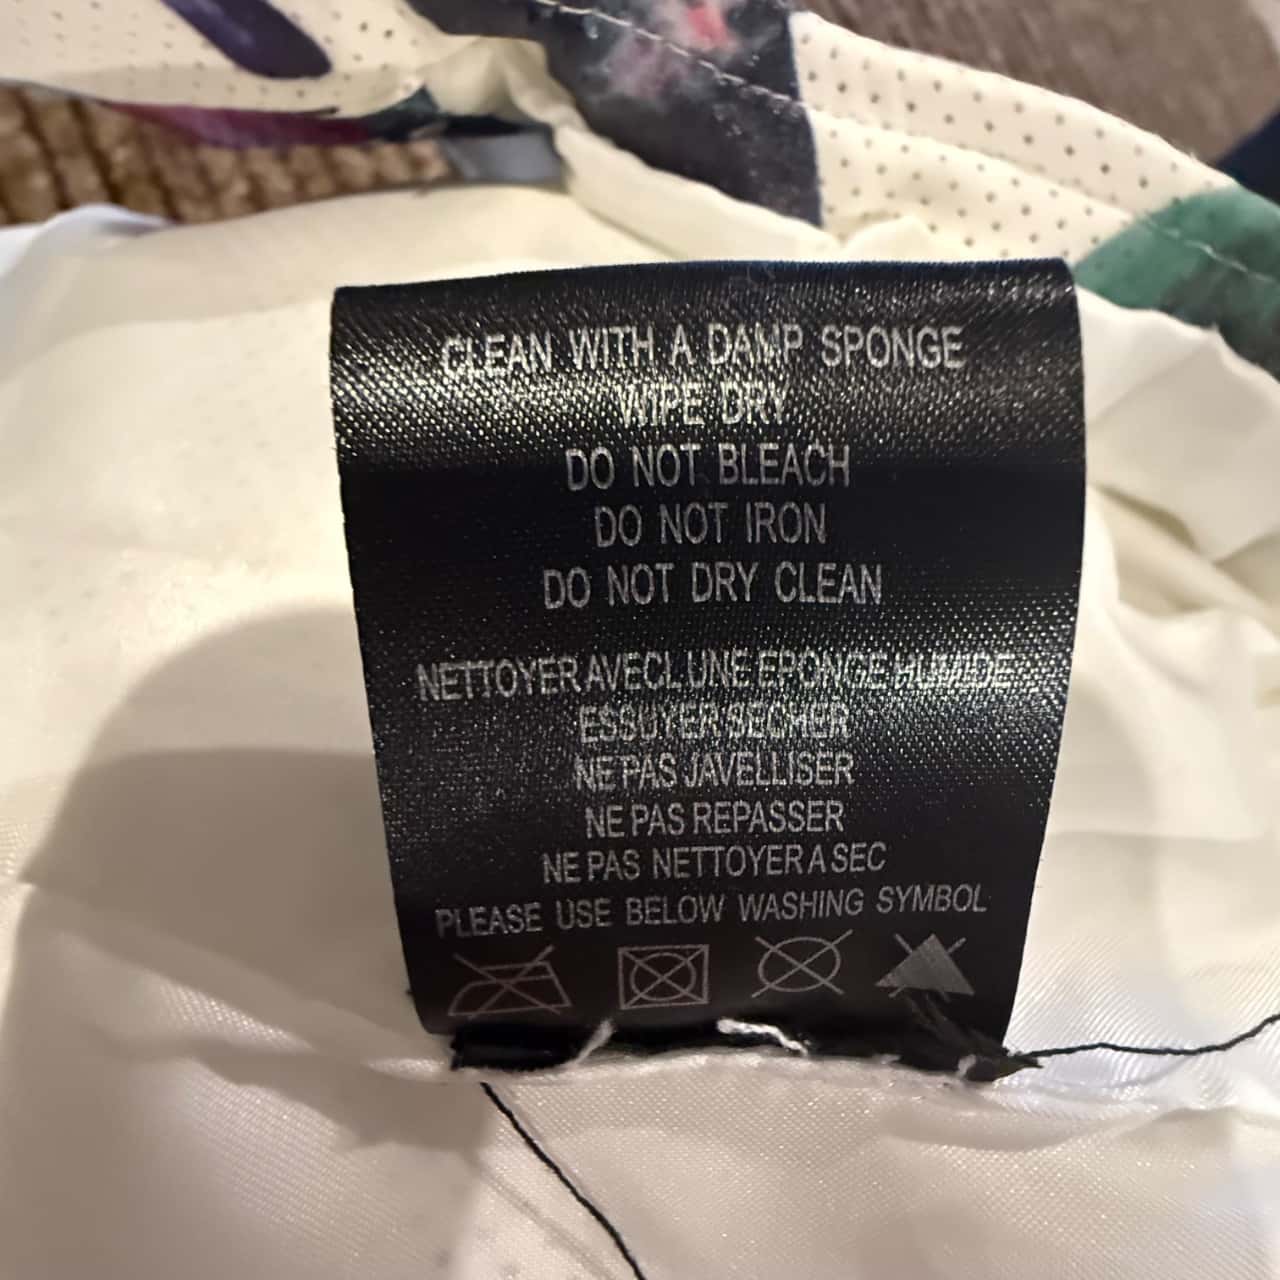 CLEAN WITH A DAMP SPONGE
WIPE DRY
DO NOT BLEACH
DO NOT IRON
DO NOT DRY CLEAN
NETTOYER AVECL UNE EPONGE HUMIDE
ESSUYER SECHER
NE PAS JAVELLISER
NE PAS REPASSER
NE PAS NETTOYER A SEC
PLEASE USE BELOW WASHING SYMBOL